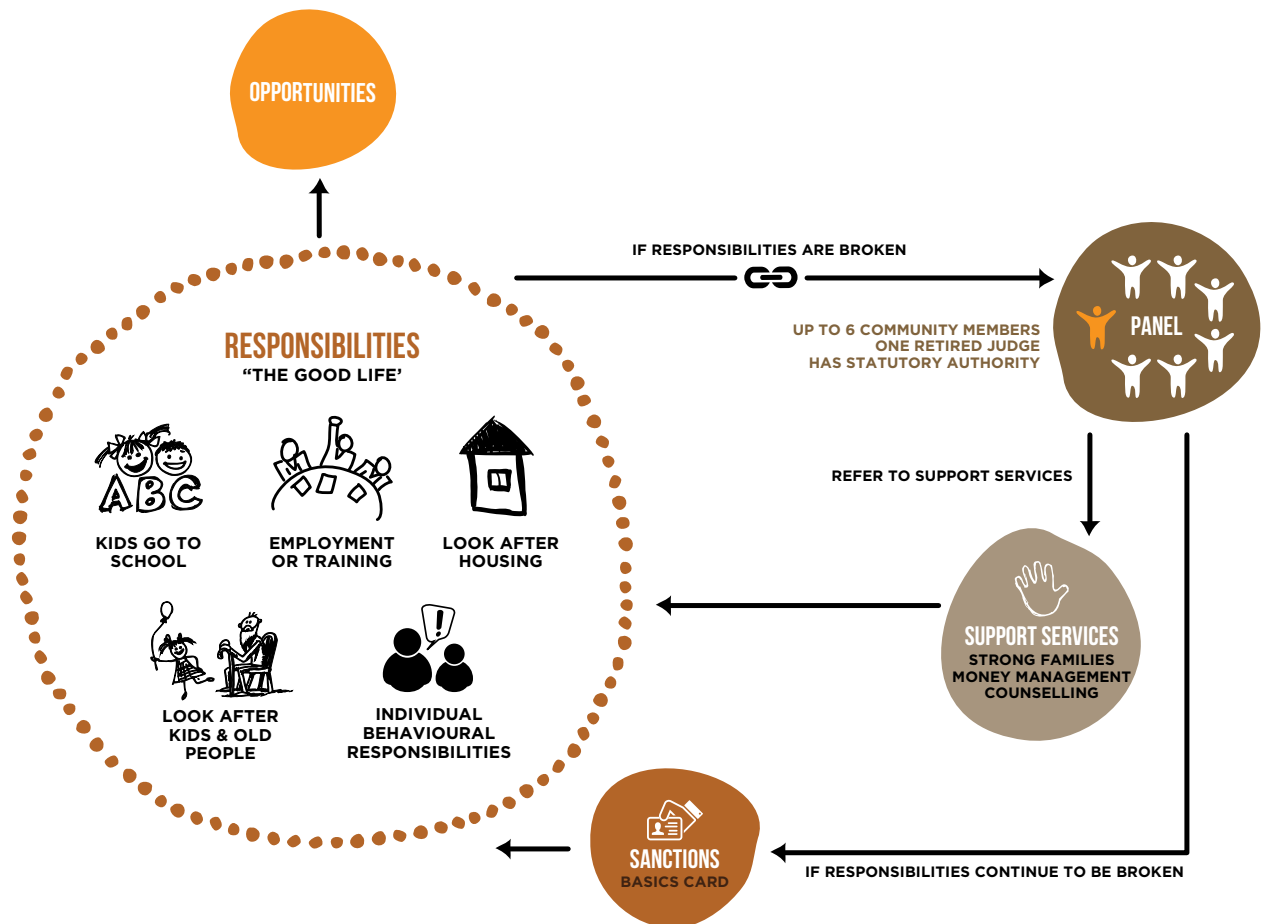 OPPORTUNITIES
IF RESPONSIBILITIES ARE BROKEN
UP TO 6 COMMUNITY MEMBERS
ONE RETIRED JUDGE
HAS STATUTORY AUTHORITY
PANEL
RESPONSIBILITIES
“THE GOOD LIFE’
ABC
KIDS GO TO
SCHOOL
EMPLOYMENT
OR TRAINING
LOOK AFTER
HOUSING
!
LOOK AFTER
KIDS & OLD
PEOPLE
INDIVIDUAL
BEHAVIOURAL
RESPONSIBILITIES
REFER TO SUPPORT SERVICES
SUPPORT SERVICES
STRONG FAMILIES
MONEY MANAGEMENT
COUNSELLING
SANCTIONS
BASICS CARD
IF RESPONSIBILITIES CONTINUE TO BE BROKEN